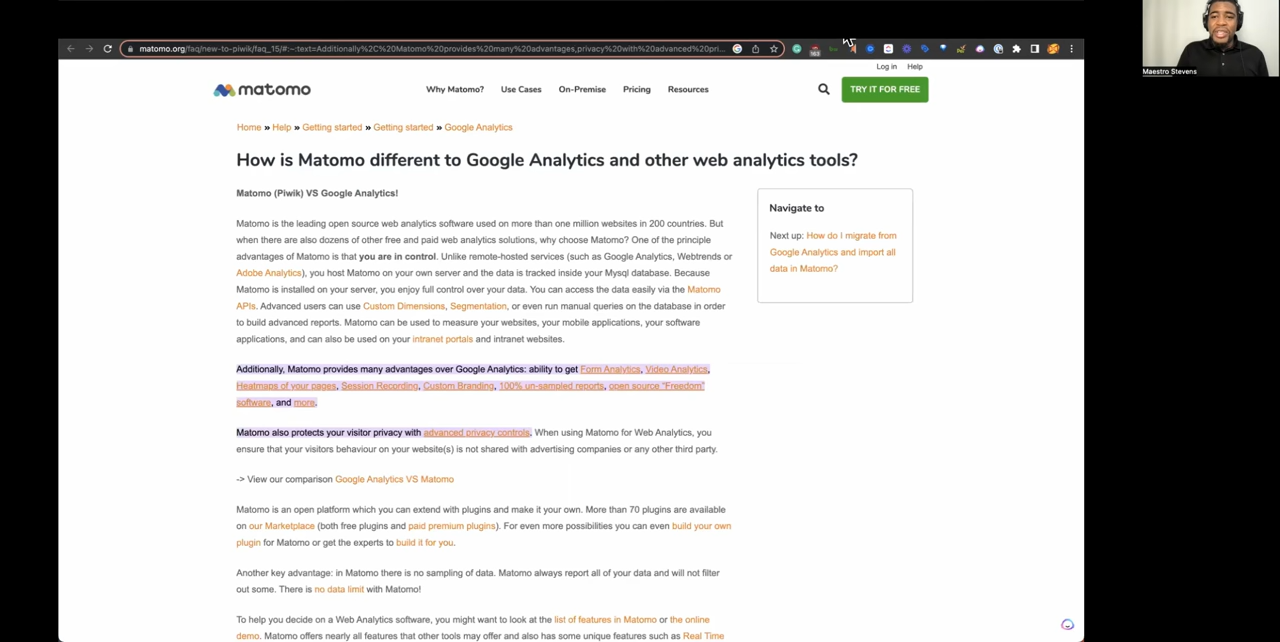 matomo.org/faq/new-to-piwik/faq_15/#:~:text=Additionally%2C%20Matomo%20provides%20many%20advantages,privacy%20with%20advanced%20pri...
Maestro Stevens
Log in Help
matomo Why Matomo? Use Cases On-Premise Pricing Resources TRY IT FOR FREE
Home » Help » Getting started » Getting started » Google Analytics
How is Matomo different to Google Analytics and other web analytics tools?
Matomo (Piwik) VS Google Analytics!
Matomo is the leading open source web analytics software used on more than one million websites in 200 countries. But
when there are also dozens of other free and paid web analytics solutions, why choose Matomo? One of the principle
advantages of Matomo is that you are in control. Unlike remote-hosted services (such as Google Analytics, Webtrends or
Adobe Analytics), you host Matomo on your own server and the data is tracked inside your Mysql database. Because
Matomo is installed on your server, you enjoy full control over your data. You can access the data easily via the Matomo
APIs. Advanced users can use Custom Dimensions, Segmentation, or even run manual queries on the database in order
to build advanced reports. Matomo can be used to measure your websites, your mobile applications, your software
applications, and can also be used on your intranet portals and intranet websites.
Additionally, Matomo provides many advantages over Google Analytics: ability to get Form Analytics, Video Analytics,
Heatmaps of your pages, Session Recording, Custom Branding, 100% un-sampled reports, open source “Freedom”
software, and more.
Matomo also protects your visitor privacy with advanced privacy controls. When using Matomo for Web Analytics, you
ensure that your visitors behaviour on your website(s) is not shared with advertising companies or any other third party.
-> View our comparison Google Analytics VS Matomo
Matomo is an open platform which you can extend with plugins and make it your own. More than 70 plugins are available
on our Marketplace (both free plugins and paid premium plugins). For even more possibilities you can even build your own
plugin for Matomo or get the experts to build it for you.
Another key advantage: in Matomo there is no sampling of data. Matomo always report all of your data and will not filter
out some. There is no data limit with Matomo!
To help you decide on a Web Analytics software, you might want to look at the list of features in Matomo or the online
demo. Matomo offers nearly all features that other tools may offer and also has some unique features such as Real Time
Navigate to
Next up: How do I migrate from
Google Analytics and import all
data in Matomo?